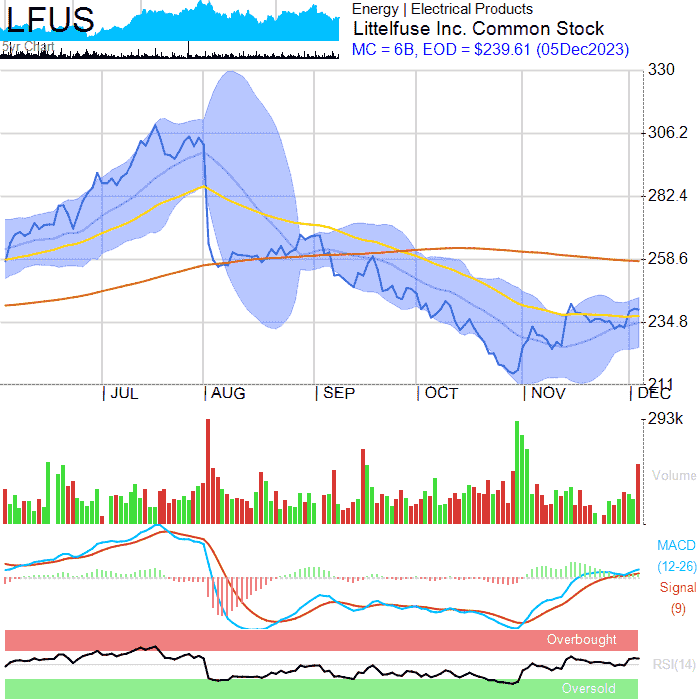 LFUS
5yr Chart
Energy | Electrical Products
Littelfuse Inc. Common Stock
MC = 6B, EOD = $239.61 (05Dec2023)
330
306.2
282.4
258.6
234.8
211
JUL AUG SEP OCT NOV DEC
293k
Volume
MACD
(12-26)
Signal
(9)
Overbought
RSI(14)
Oversold